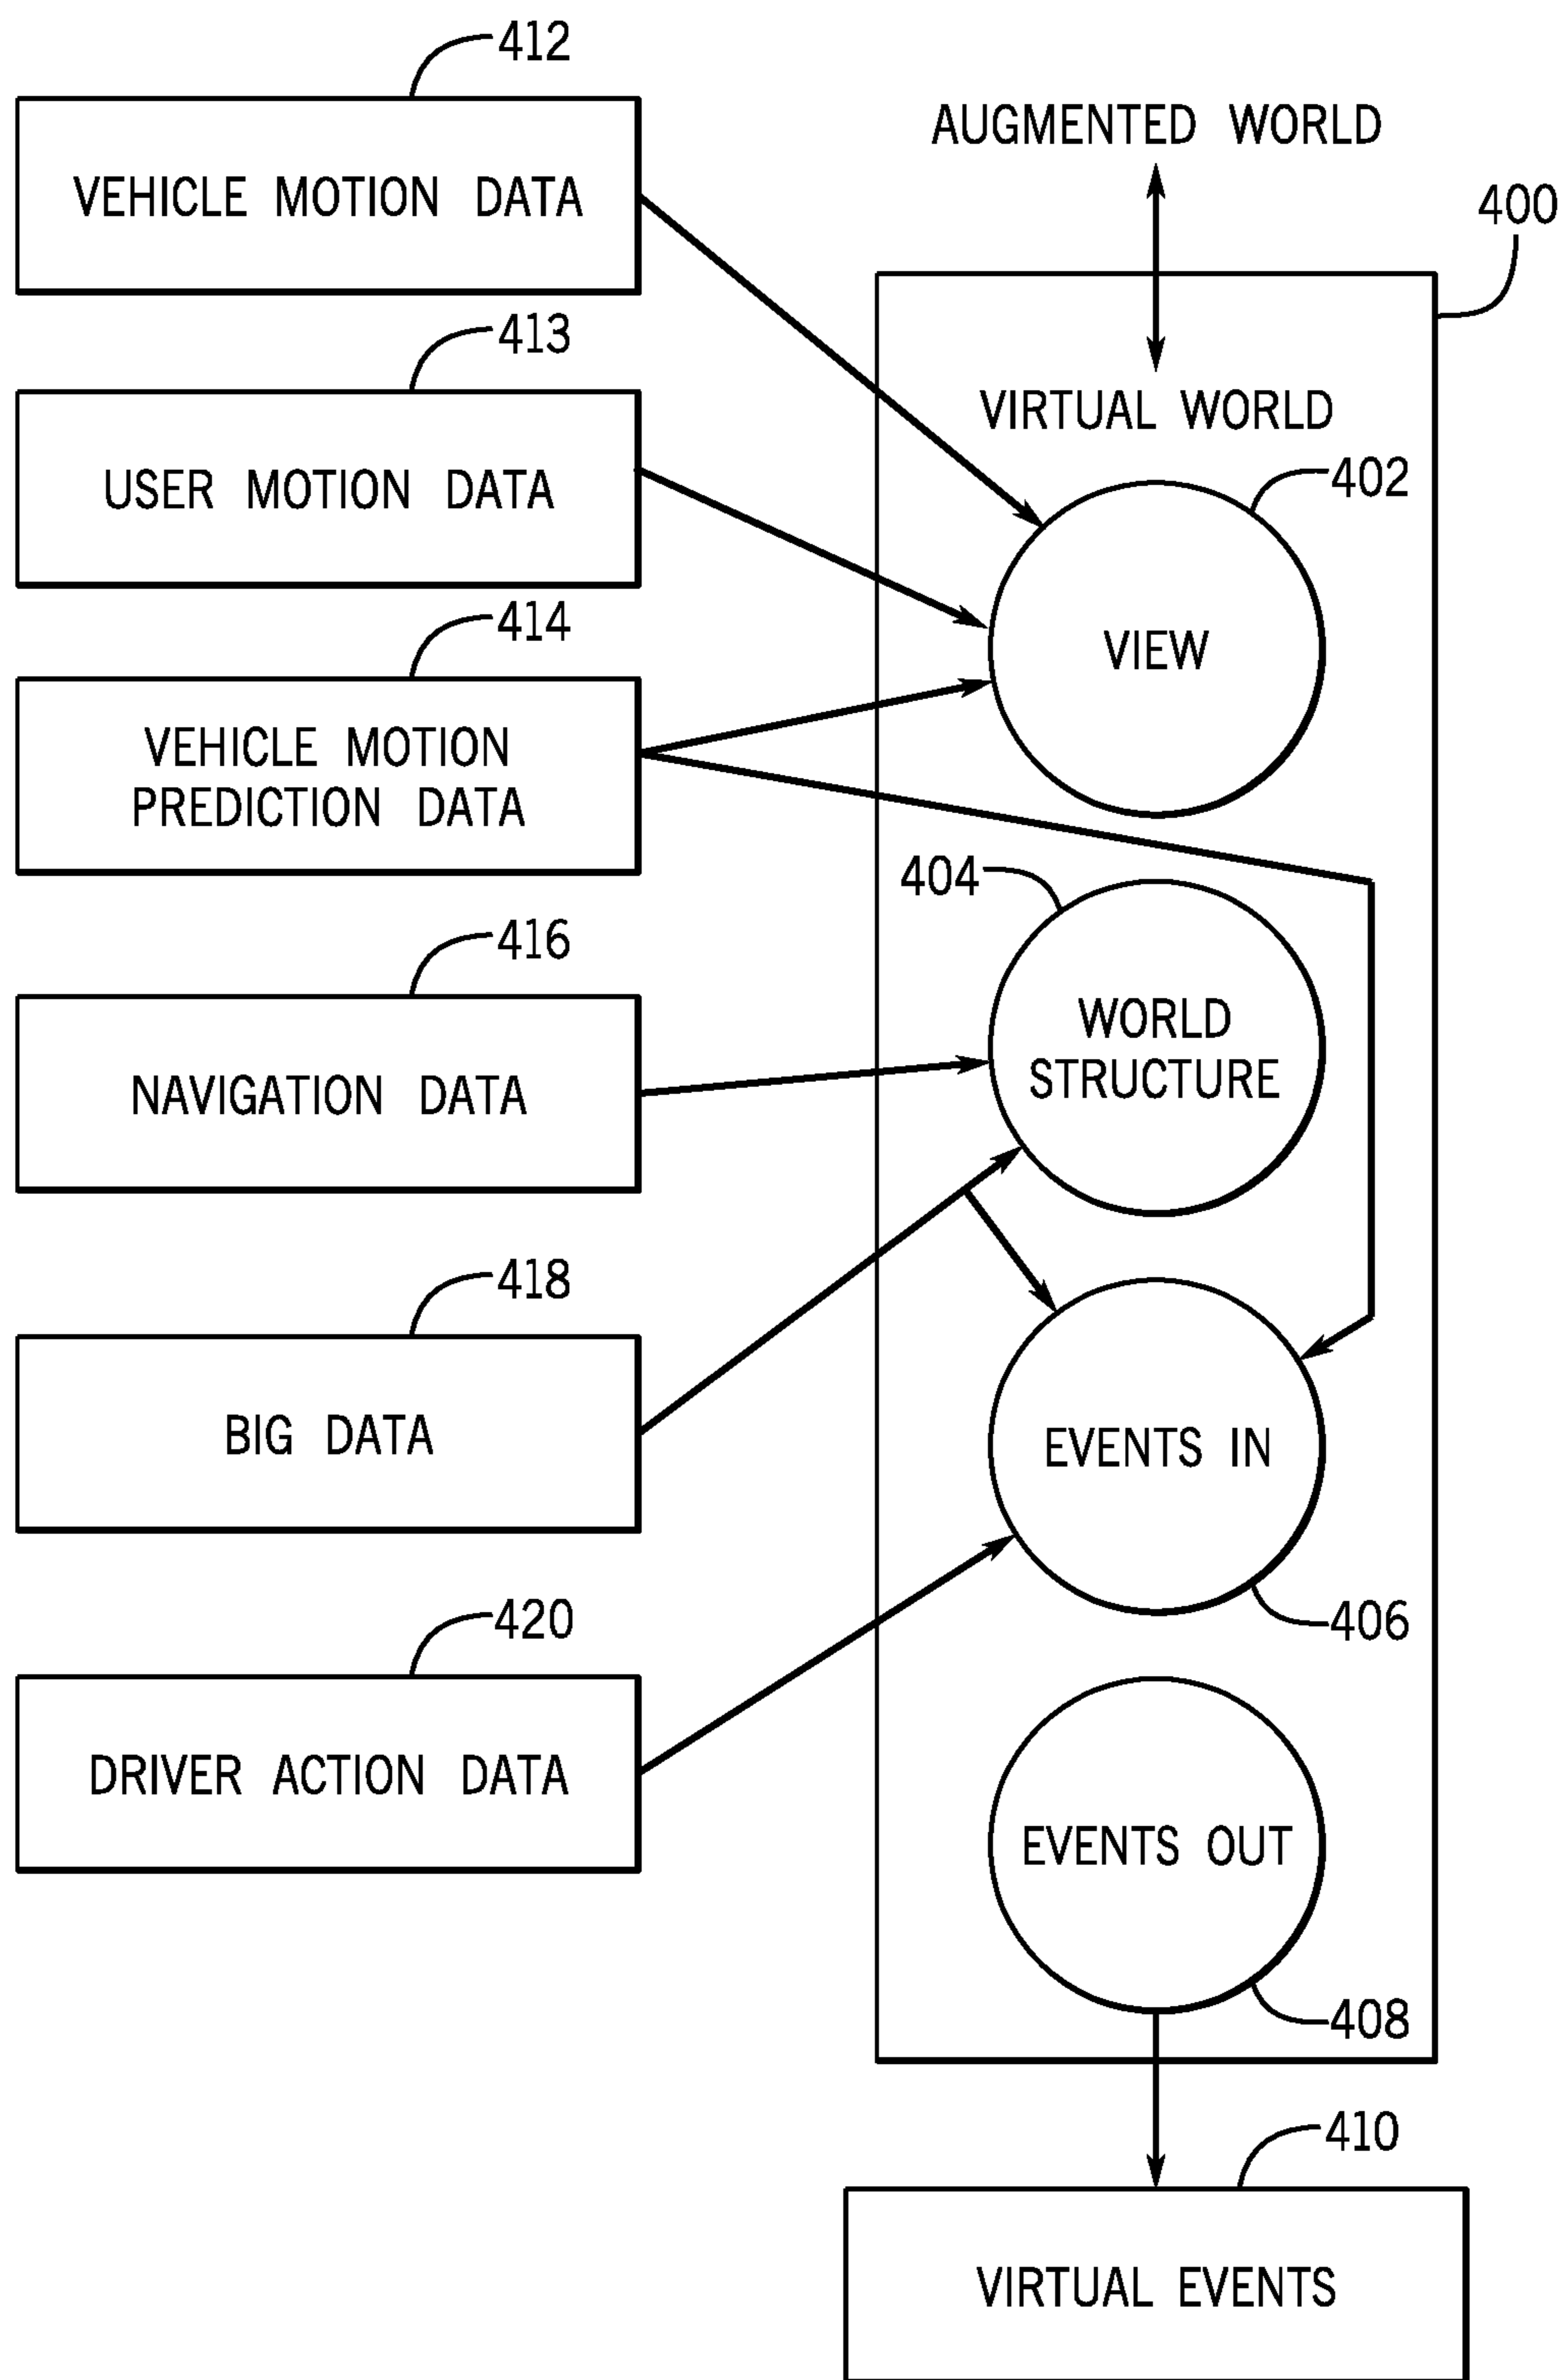 412
VEHICLE MOTION DATA
413
USER MOTION DATA
414
VEHICLE MOTION
PREDICTION DATA
416
NAVIGATION DATA
418
BIG DATA
420
DRIVER ACTION DATA
AUGMENTED WORLD
400
VIRTUAL WORLD
402
VIEW
404
WORLD
STRUCTURE
EVENTS IN
406
EVENTS OUT
408
410
VIRTUAL EVENTS